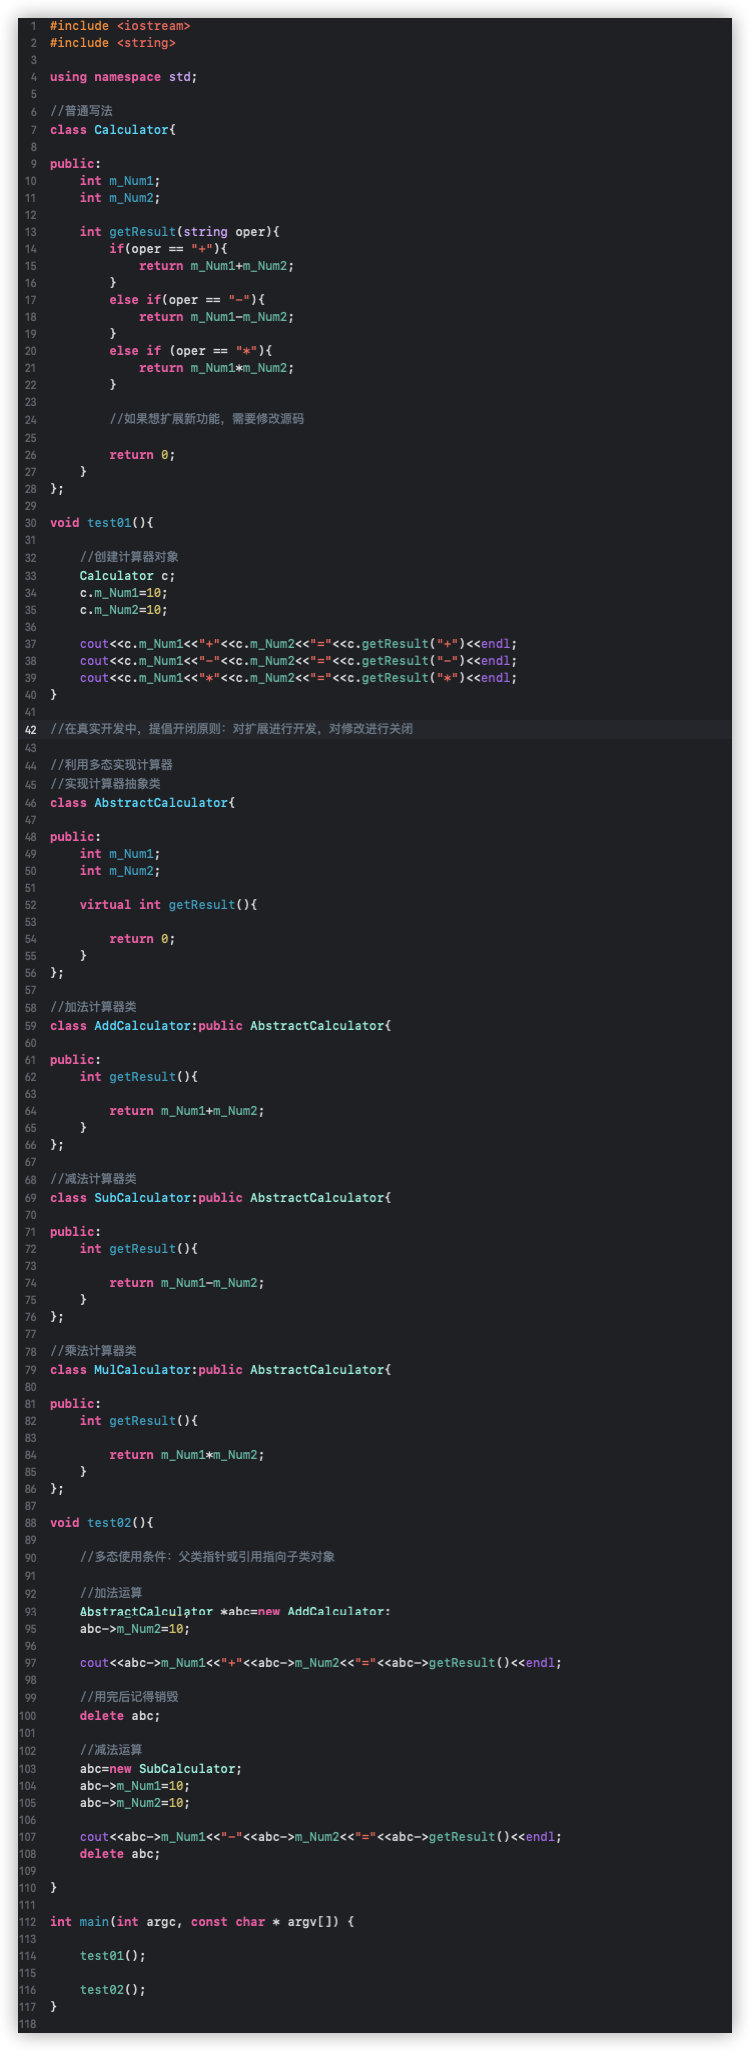 1 #include <iostream>
2 #include <string>
3
4 using namespace std;
5
6 //普通写法
7 class Calculator{
8
9 public:
10 int m_Num1;
11 int m_Num2;
12
13 int getResult(string oper){
14 if(oper == "+"){
15 return m_Num1+m_Num2;
16 }
17 else if(oper == "-"){
18 return m_Num1-m_Num2;
19 }
20 else if (oper == "*"){
21 return m_Num1*m_Num2;
22 }
23
24 //如果想扩展新功能，需要修改源码
25
26 return 0;
27 }
28 };
29
30 void test01(){
31
32 //创建计算器对象
33 Calculator c;
34 c.m_Num1=10;
35 c.m_Num2=10;
36
37 cout<<c.m_Num1<<"+"<<c.m_Num2<<"="<<c.getResult("+")<<endl;
38 cout<<c.m_Num1<<"-"<<c.m_Num2<<"="<<c.getResult("-")<<endl;
39 cout<<c.m_Num1<<"*"<<c.m_Num2<<"="<<c.getResult("*")<<endl;
40 }
41
42 //在真实开发中，提倡开闭原则：对扩展进行开发，对修改进行关闭
43
44 //利用多态实现计算器
45 //实现计算器抽象类
46 class AbstractCalculator{
47
48 public:
49 int m_Num1;
50 int m_Num2;
51
52 virtual int getResult(){
53
54 return 0;
55 }
56 };
57
58 //加法计算器类
59 class AddCalculator:public AbstractCalculator{
60
61 public:
62 int getResult(){
63
64 return m_Num1+m_Num2;
65 }
66 };
67
68 //减法计算器类
69 class SubCalculator:public AbstractCalculator{
70
71 public:
72 int getResult(){
73
74 return m_Num1-m_Num2;
75 }
76 };
77
78 //乘法计算器类
79 class MulCalculator:public AbstractCalculator{
80
81 public:
82 int getResult(){
83
84 return m_Num1*m_Num2;
85 }
86 };
87
88 void test02(){
89
90 //多态使用条件：父类指针或引用指向子类对象
91
92 //加法运算
93 AbstractCalculator *abc=new AddCalculator;
95 abc->m_Num2=10;
96
97 cout<<abc->m_Num1<<"+"<<abc->m_Num2<<"="<<abc->getResult()<<endl;
98
99 //用完后记得销毁
100 delete abc;
101
102 //减法运算
103 abc=new SubCalculator;
104 abc->m_Num1=10;
105 abc->m_Num2=10;
106
107 cout<<abc->m_Num1<<"-"<<abc->m_Num2<<"="<<abc->getResult()<<endl;
108 delete abc;
109
110 }
111
112 int main(int argc, const char * argv[]) {
113
114 test01();
115
116 test02();
117 }
118